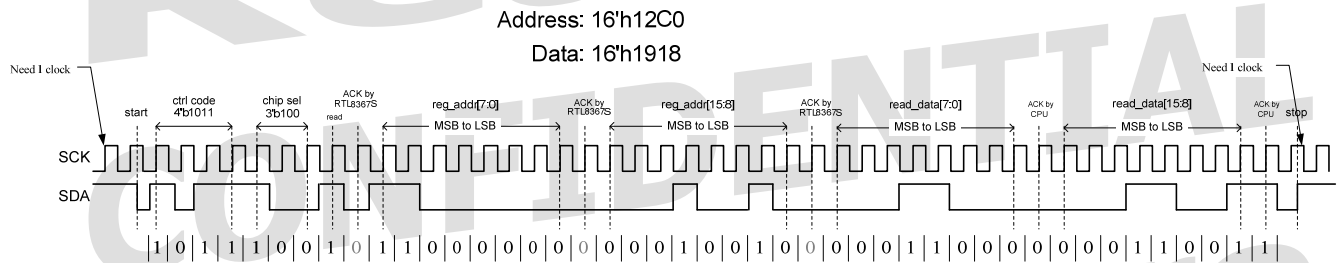 Address: 16'h12C0
Data: 16'h1918
Need 1 clock
start
ctrl code
4'b1011
chip sel
3'b100
read
ACK by
RTL8367S
reg_addr[7:0]
MSB to LSB
ACK by
RTL8367S
reg_addr[15:8]
MSB to LSB
ACK by
RTL8367S
read_data[7:0]
MSB to LSB
ACK by
CPU
read_data[15:8]
MSB to LSB
ACK by
CPU
stop
Need 1 clock
SCK
SDA
1 0 1 1 1 0 0 1 0 1 1 0 0 0 0 0 0 0 0 0 0 1 0 0 1 0 0 0 0 0 1 1 0 0 0 0 0 0 0 1 1 0 0 1 1
CONFIDENTIAL